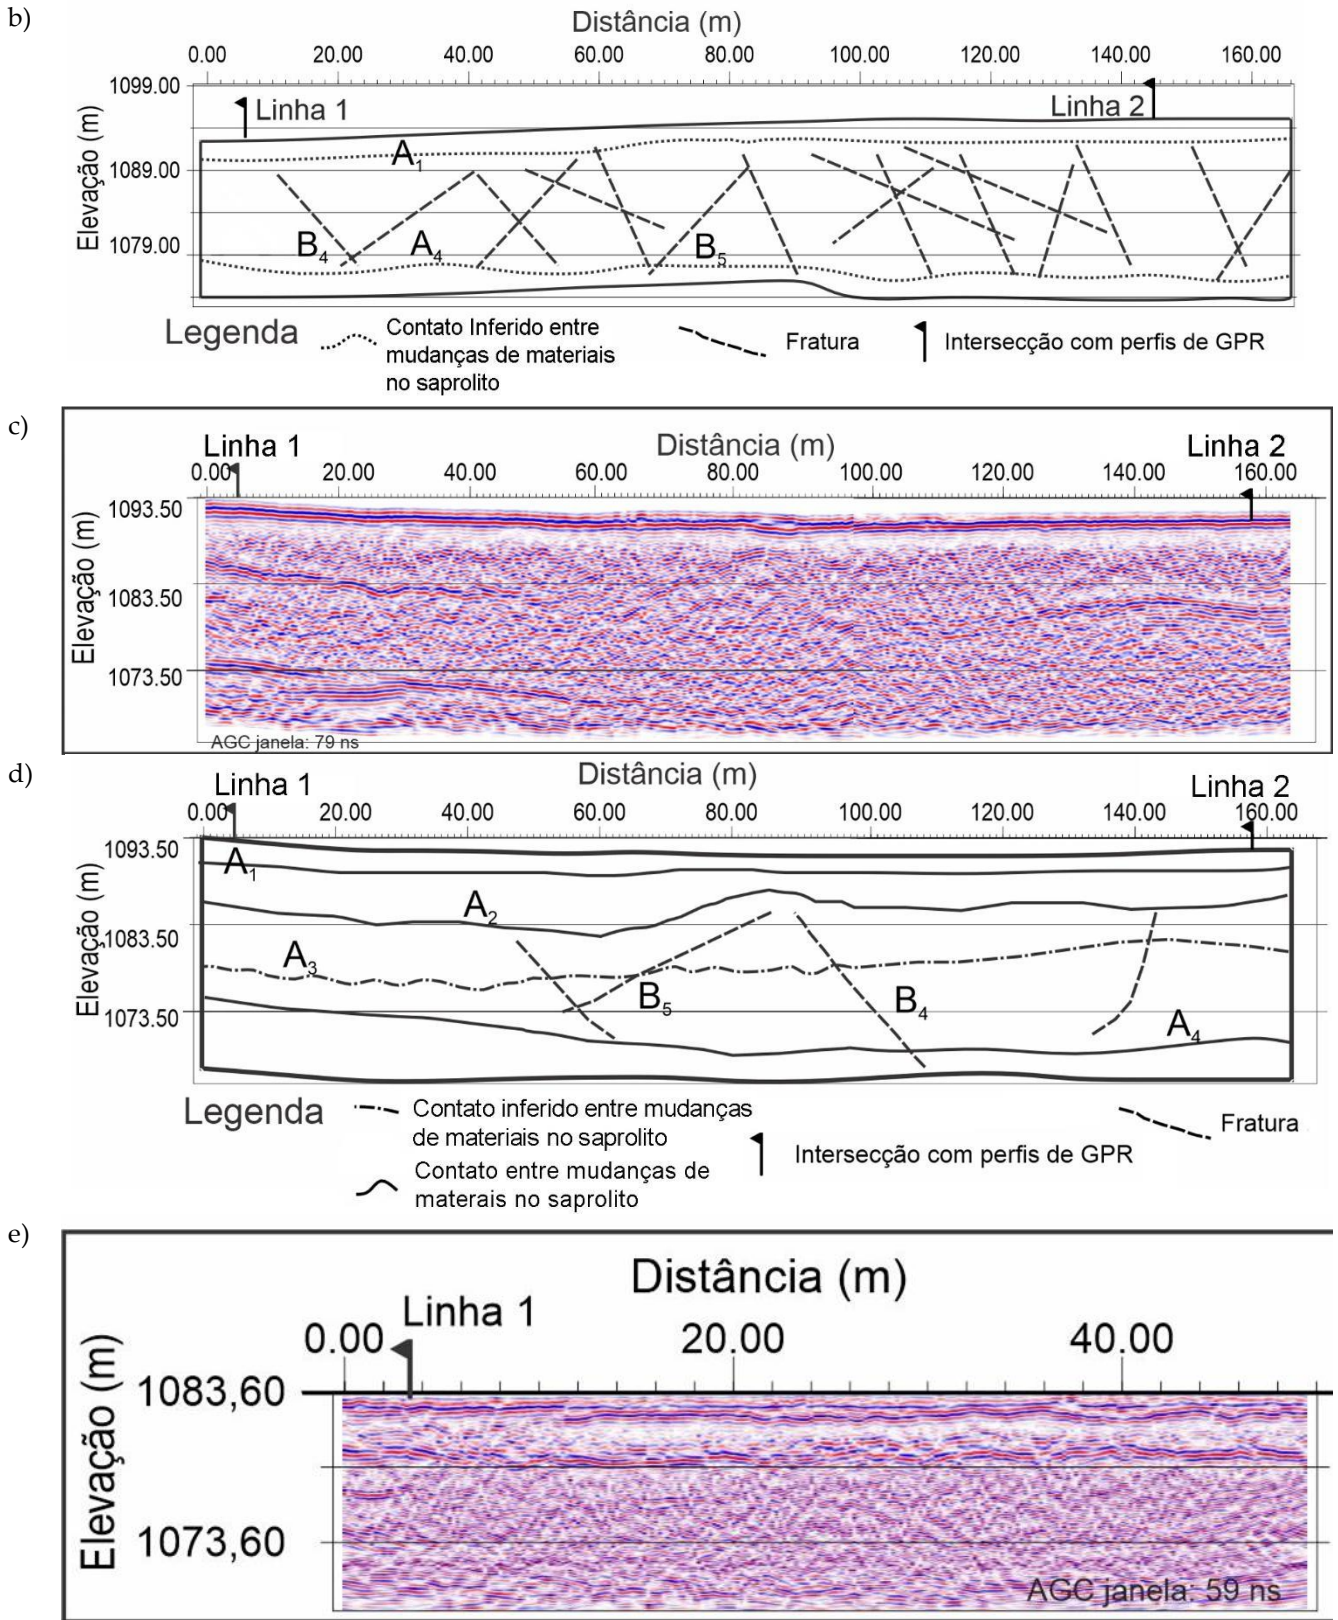 b)
Distância (m)
0.00 20.00 40.00 60.00 80.00 100.00 120.00 140.00 160.00
1099.00
Linha 1
Linha 2
Elevação (m)
A1
1089.00
B4 A4 B5
1079.00
Legenda
Contato Inferido entre
mudanças de materiais
no saprolito
Fratura
Intersecção com perfis de GPR
c)
Linha 1
Distância (m)
Linha 2
0.00 20.00 40.00 60.00 80.00 100.00 120.00 140.00 160.00
1093.50
Elevação (m)
1083.50
1073.50
AGC janela: 79 ns
d)
Distância (m)
Linha 1
Linha 2
0.00 20.00 40.00 60.00 80.00 100.00 120.00 140.00 160.00
1093.50
A1
Elevação (m)
A2
1083.50
A3
B5 B4
1073.50
A4
Legenda
Contato inferido entre mudanças
de materiais no saprolito
Fratura
Intersecção com perfis de GPR
Contato entre mudanças de
materais no saprolito
e)
Distância (m)
Linha 1
0.00 20.00 40.00
1083,60
Elevação (m)
1073,60
AGC janela: 59 ns